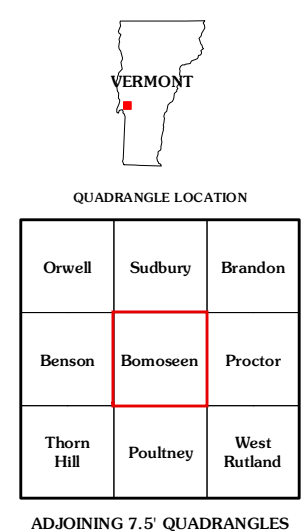 VERMONT
QUADRANGLE LOCATION
Orwell
Sudbury
Brandon
Benson
Bomoseen
Proctor
Thorn
Hill
Poultney
West
Rutland
ADJOINING 7.5' QUADRANGLES